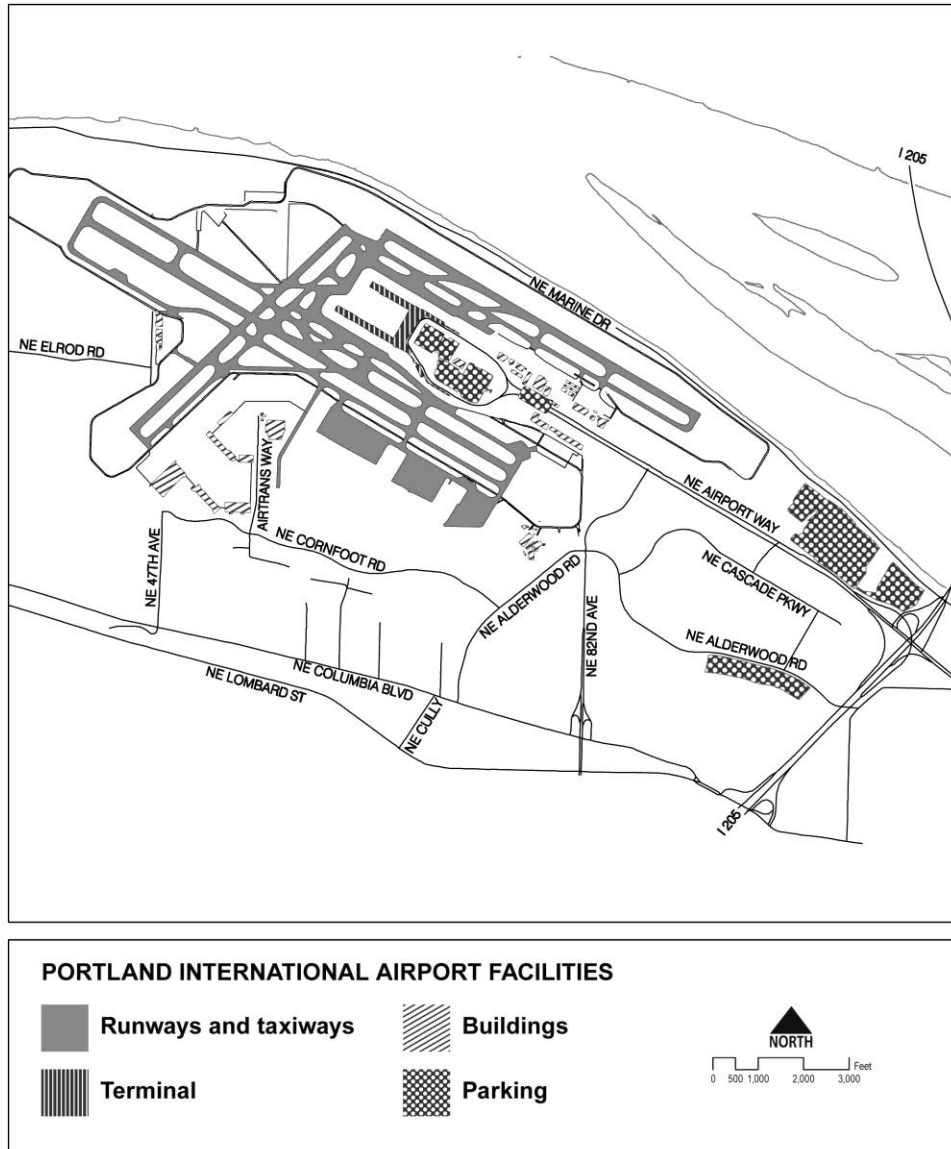 I 205
NE MARINE DR
NE ELROD RD
AIRTRANS WAY
NE AIRPORT WAY
NE CORNFOOT RD
NE CASCADE PKWY
NE 47TH AVE
NE ALDERWOOD RD
NE 82ND AVE
NE ALDERWOOD RD
NE COLUMBIA BLVD
NE LOMBARD ST
NE CULLY
I 205
PORTLAND INTERNATIONAL AIRPORT FACILITIES
Runways and taxiways
Buildings
Terminal
Parking
NORTH
Feet
0 500 1,000 2,000 3,000